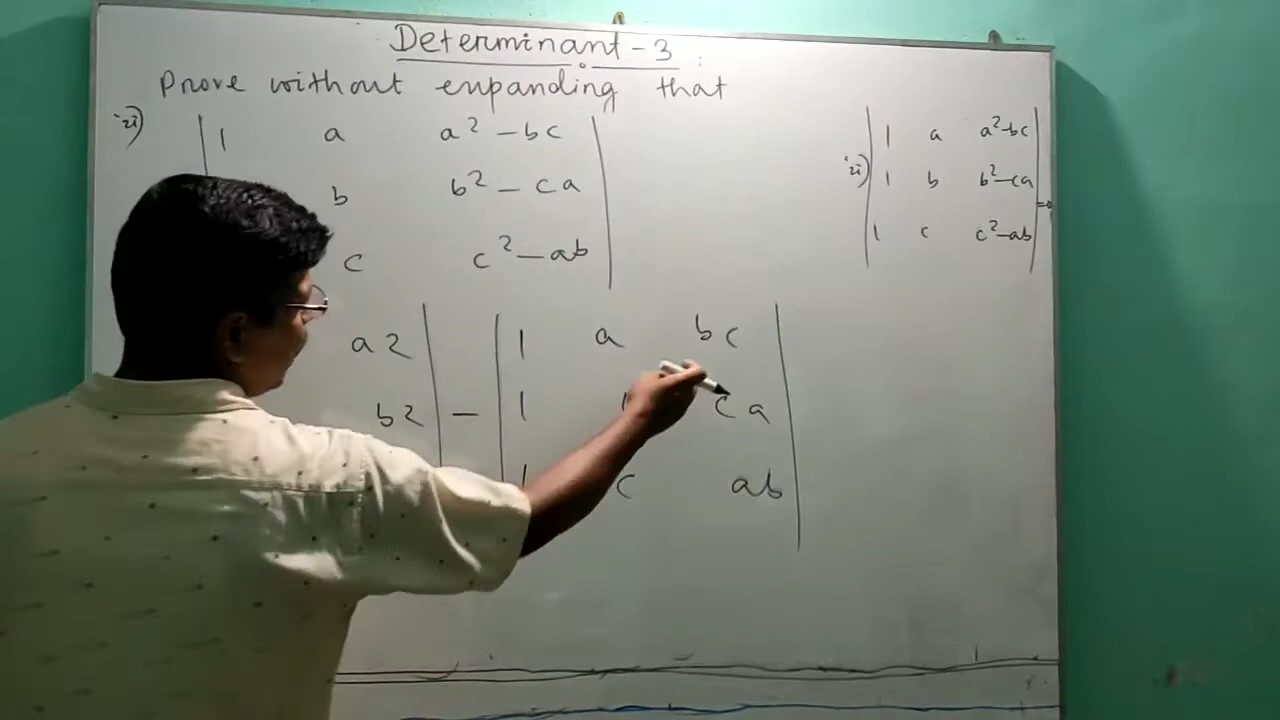 Determinant - 3
Prove without expanding that
ii) | 1 a a² - bc |
b b² - ca
c c² - ab |
a2 | - | 1 a bc |
b2 | 1 ca
1 c ab |
ii) | 1 a a²-bc |
1 b b²-ca = 0
1 c c²-ab |